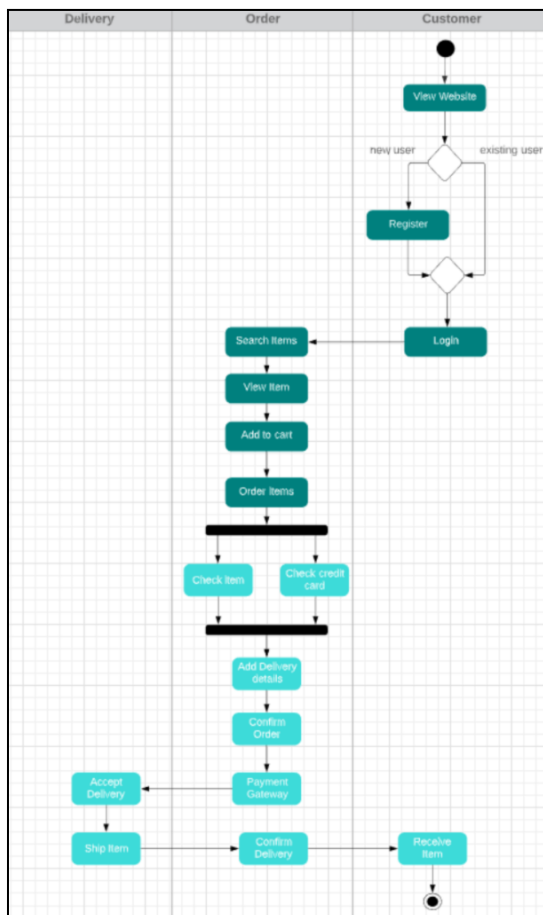 Delivery
Order
Customer
View Website
new user
existing user
Register
Search Items
Login
View Item
Add to cart
Order Items
Check Item
Check credit
card
Add Delivery
details
Confirm
Order
Accept
Delivery
Payment
Gateway
Ship Item
Confirm
Delivery
Receive
Item